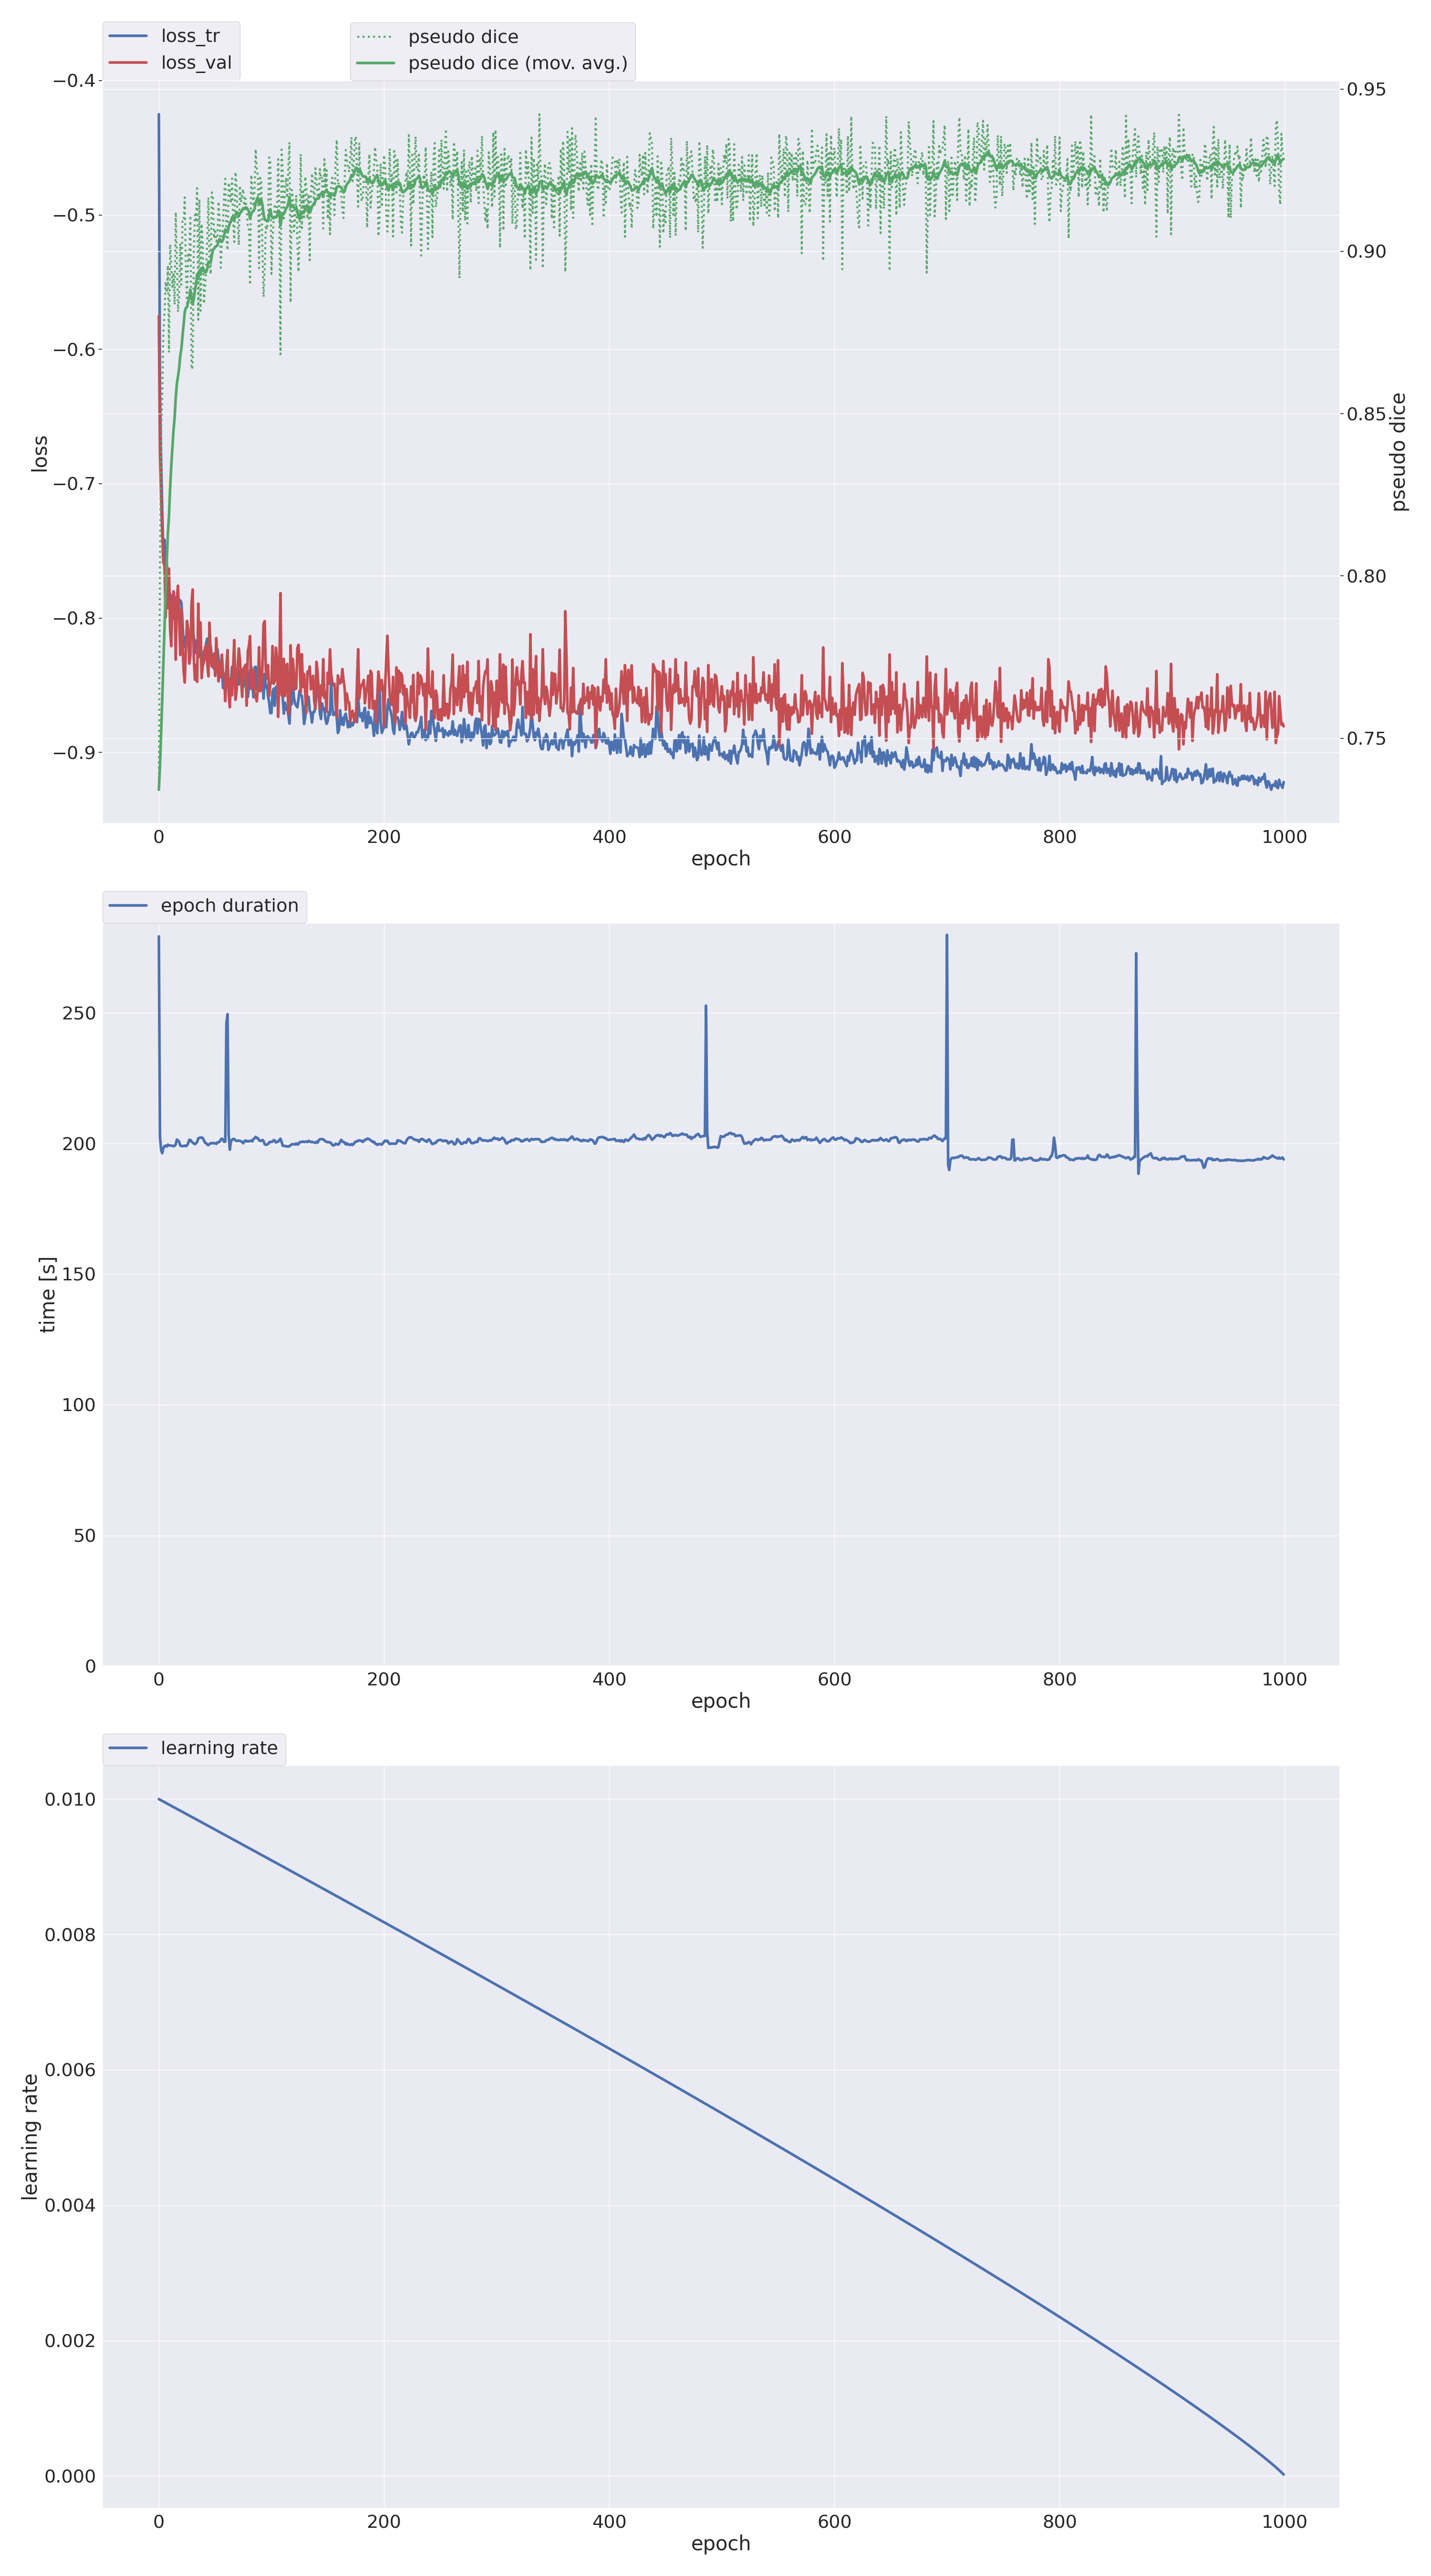 loss_tr
loss_val
pseudo dice
pseudo dice (mov. avg.)
−0.4
−0.5
−0.6
−0.7
−0.8
−0.9
loss
0.95
0.90
0.85
0.80
0.75
pseudo dice
0 200 400 600 800 1000
epoch
epoch duration
250
200
150
100
50
0
time [s]
0 200 400 600 800 1000
epoch
learning rate
0.010
0.008
0.006
0.004
0.002
0.000
learning rate
0 200 400 600 800 1000
epoch